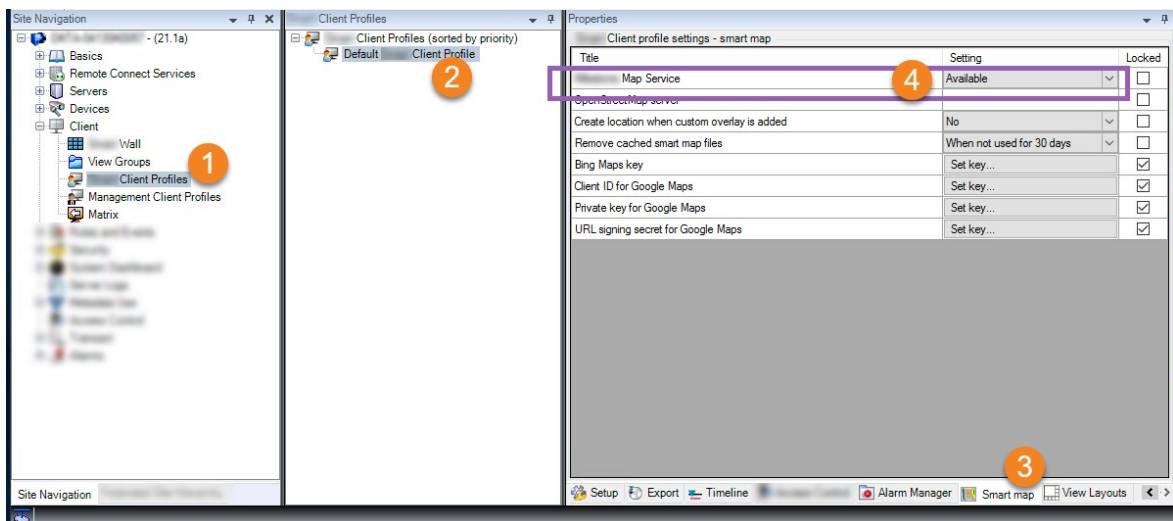 Site Navigation
- (21.1a)
Basics
Remote Connect Services
Servers
Devices
Client
Wall
View Groups
Client Profiles
Management Client Profiles
Matrix
Site Navigation
1
Client Profiles
Client Profiles (sorted by priority)
Default Client Profile
2
Properties
Client profile settings - smart map
Title Setting Locked
Map Service Available
4
OpenStreetMap server
Create location when custom overlay is added No
Remove cached smart map files When not used for 30 days
Bing Maps key Set key...
Client ID for Google Maps Set key...
Private key for Google Maps Set key...
URL signing secret for Google Maps Set key...
3
Setup Export Timeline Alarm Manager Smart map View Layouts